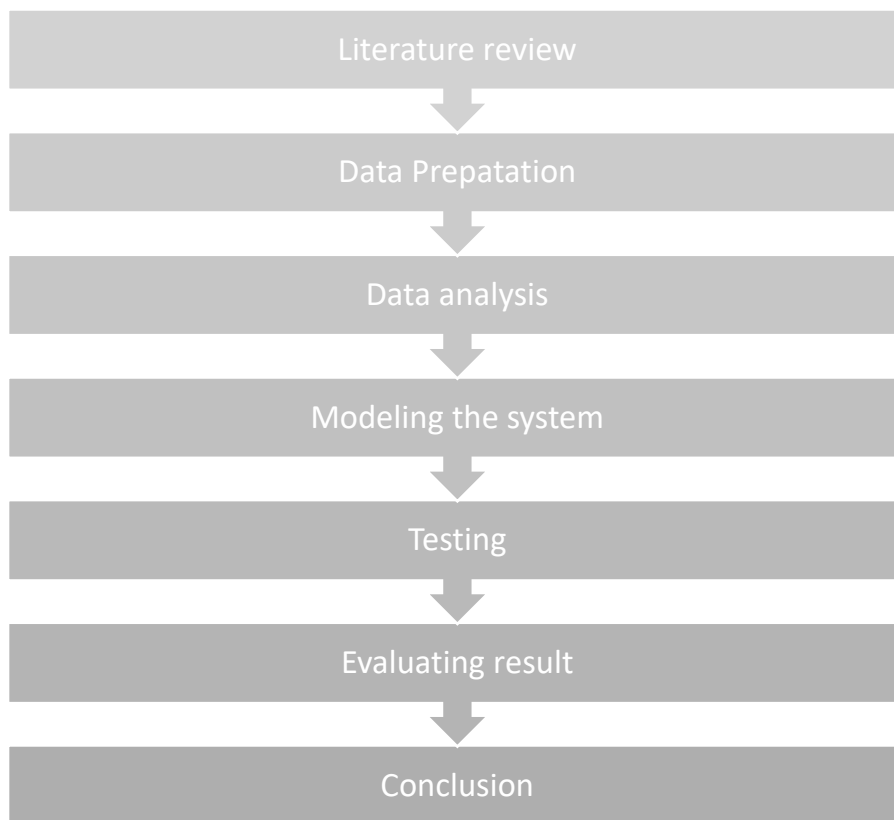 Literature review
Data Prepatation
Data analysis
Modeling the system
Testing
Evaluating result
Conclusion